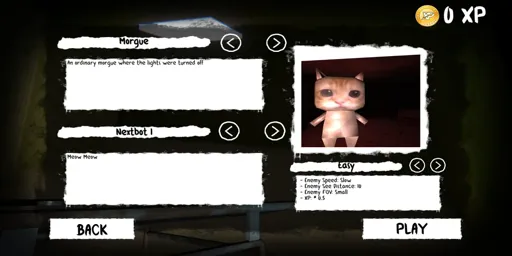 0 XP
Morgue
An ordinary morgue where the lights were turned off
Nextbot 1
Meow Meow
Easy
- Enemy Speed: Slow
- Enemy See Distance: 10
- Enemy FOV: Small
- XP: * 0.5
BACK
PLAY